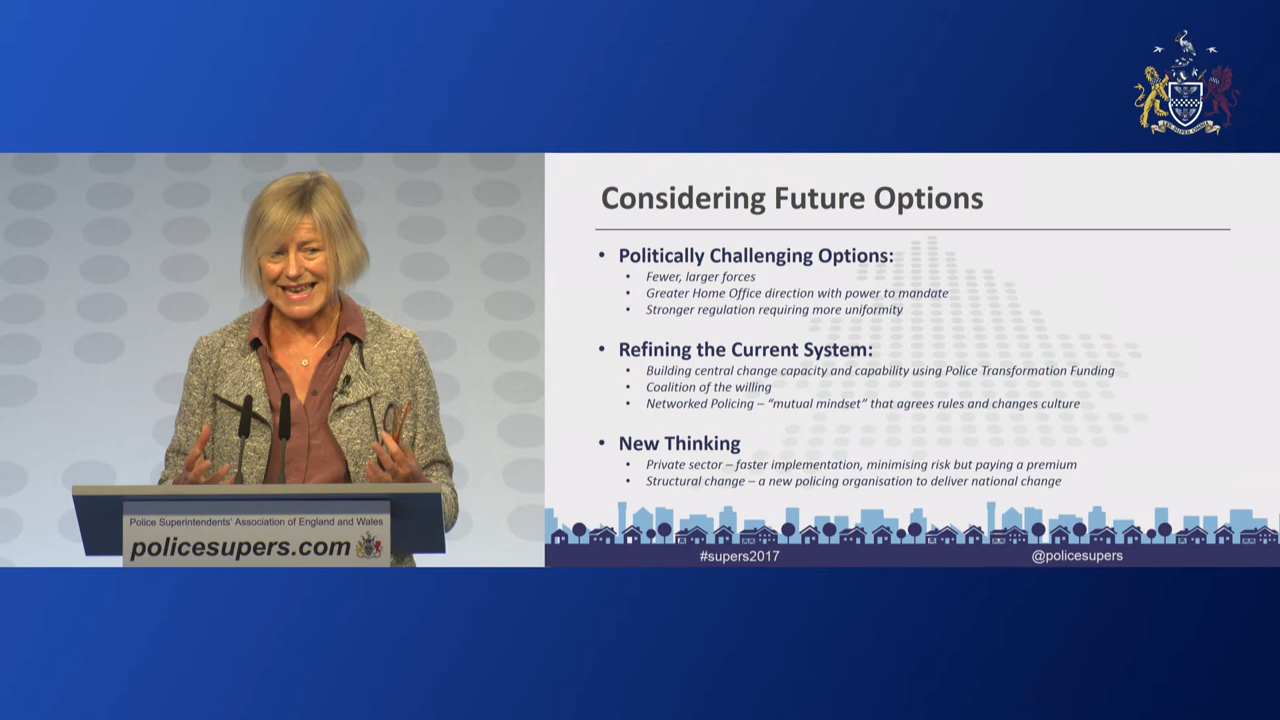 Considering Future Options
• Politically Challenging Options:
• Fewer, larger forces
• Greater Home Office direction with power to mandate
• Stronger regulation requiring more uniformity
• Refining the Current System:
• Building central change capacity and capability using Police Transformation Funding
• Coalition of the willing
• Networked Policing – “mutual mindset” that agrees rules and changes culture
• New Thinking
• Private sector – faster implementation, minimising risk but paying a premium
• Structural change – a new policing organisation to deliver national change
#supers2017
@policesupers
Police Superintendents' Association of England and Wales
policesupers.com